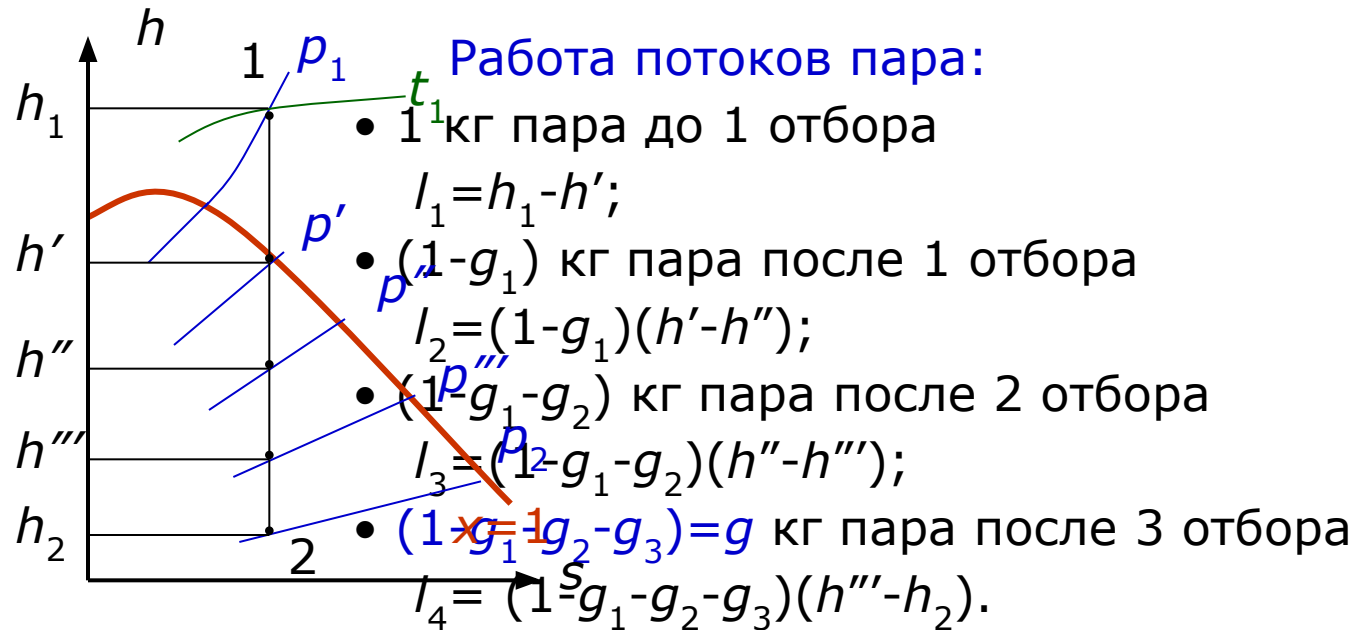 h
1
p₁
Работа потоков пара:
h₁
t₁
• 1 кг пара до 1 отбора
l₁=h₁-h′;
p′
h′
• (1-g₁) кг пара после 1 отбора
p″
l₂=(1-g₁)(h′-h″);
h″
p‴
• (1-g₁-g₂) кг пара после 2 отбора
h‴
p₂
l₃=(1-g₁-g₂)(h″-h‴);
h₂
x=1
• (1-g₁-g₂-g₃)=g кг пара после 3 отбора
2
s
l₄= (1-g₁-g₂-g₃)(h‴-h₂).